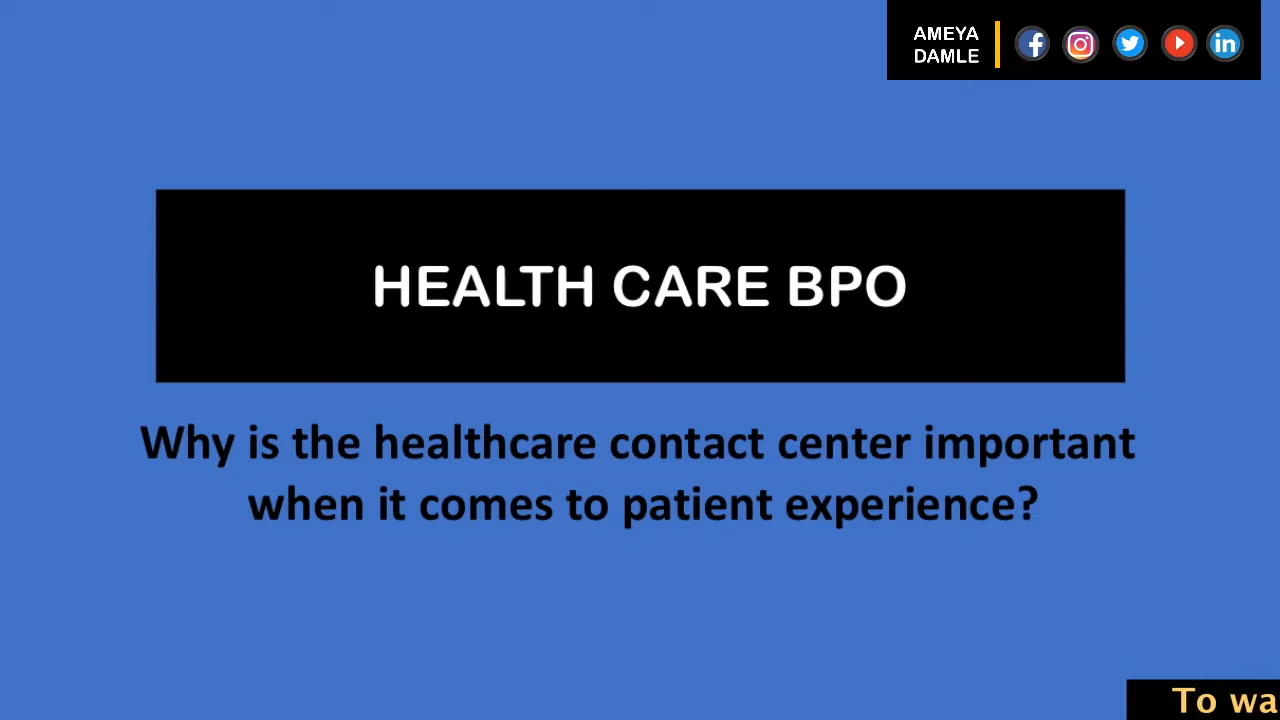 AMEYA
DAMLE
in
HEALTH CARE BPO
Why is the healthcare contact center important
when it comes to patient experience?
To